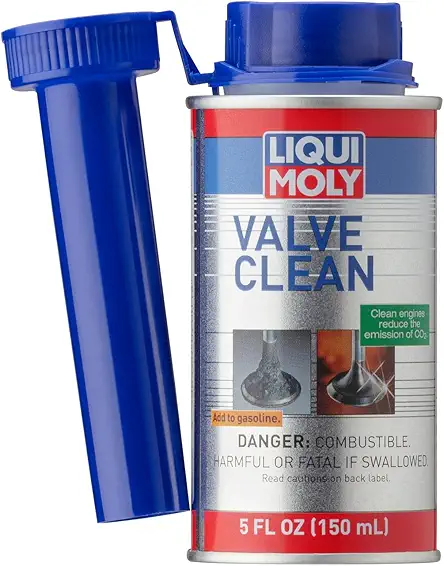 LIQUI
MOLY
VALVE
CLEAN
Clean engines
reduce the
emission of CO₂
Add to gasoline.
DANGER: COMBUSTIBLE.
HARMFUL OR FATAL IF SWALLOWED.
Read cautions on back label.
5 FL OZ (150 mL)